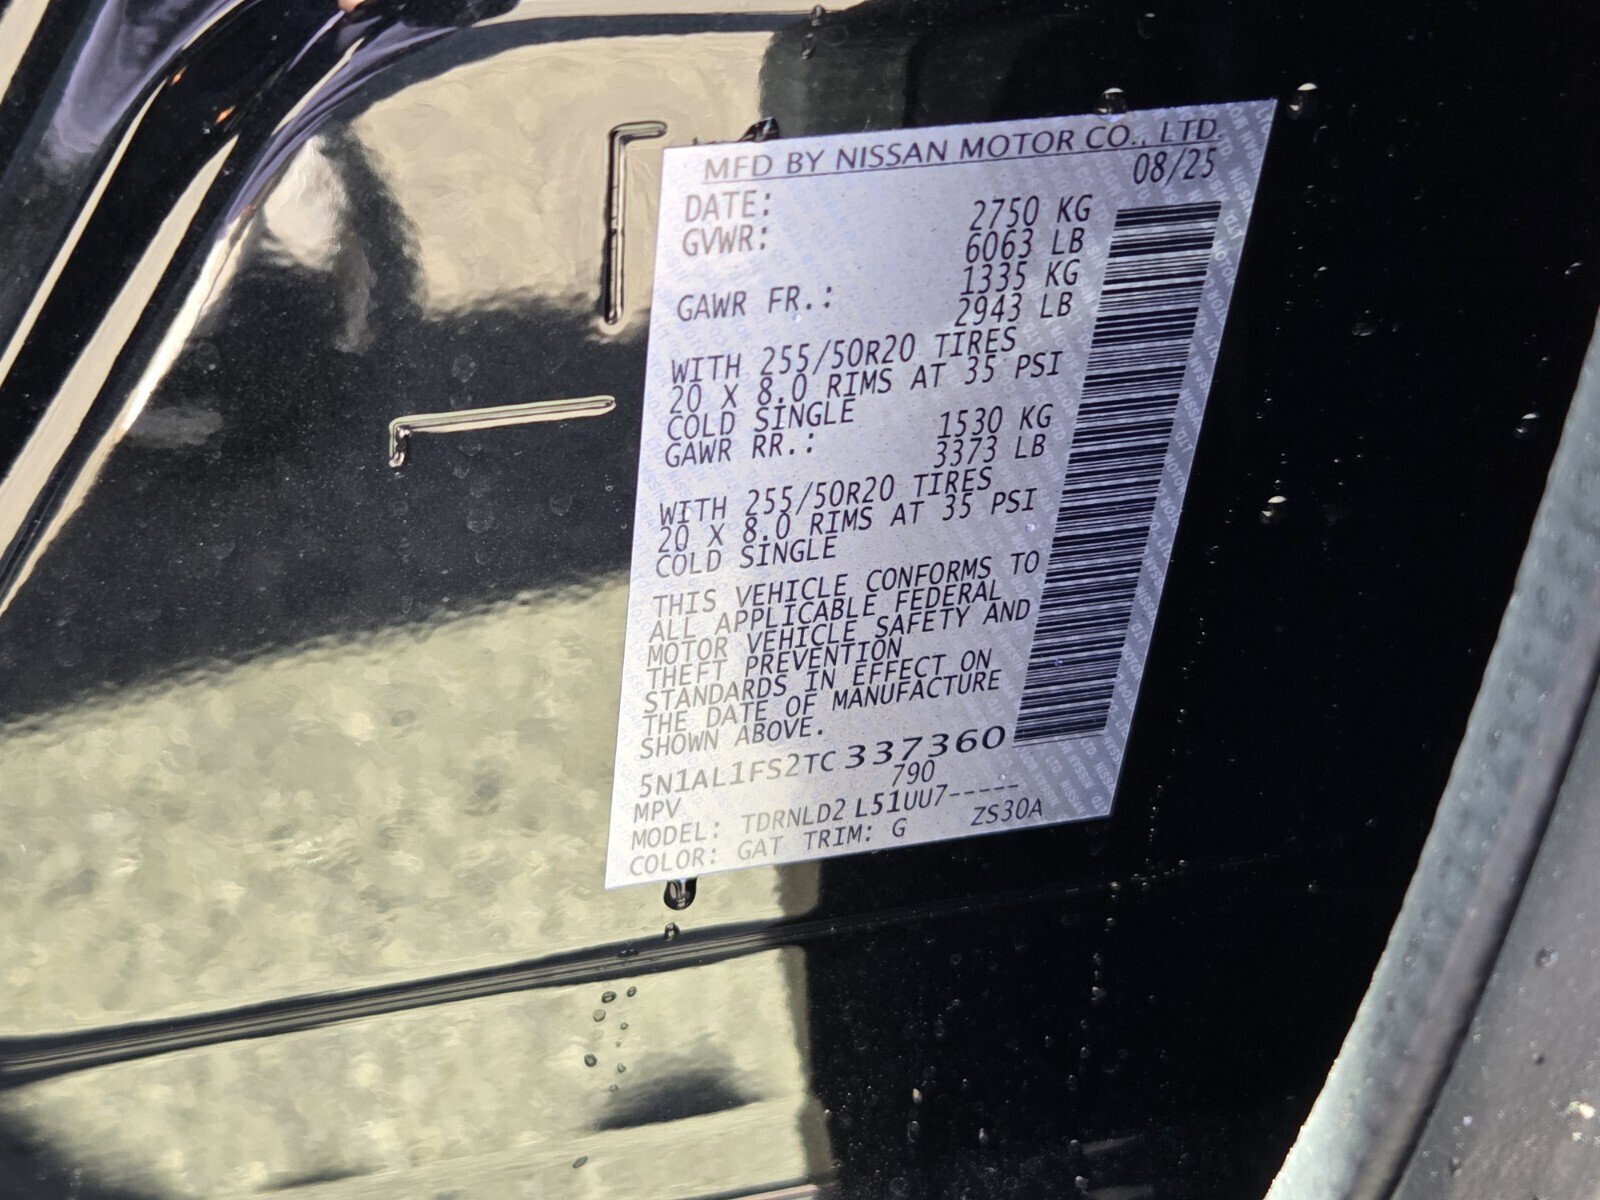 MFD BY NISSAN MOTOR CO., LTD.
DATE: 08/25
GVWR: 2750 KG
6063 LB
GAWR FR.: 1335 KG
2943 LB
WITH 255/50R20 TIRES
20 X 8.0 RIMS AT 35 PSI
COLD SINGLE
GAWR RR.: 1530 KG
3373 LB
WITH 255/50R20 TIRES
20 X 8.0 RIMS AT 35 PSI
COLD SINGLE
THIS VEHICLE CONFORMS TO
ALL APPLICABLE FEDERAL
MOTOR VEHICLE SAFETY AND
THEFT PREVENTION
STANDARDS IN EFFECT ON
THE DATE OF MANUFACTURE
SHOWN ABOVE.
5N1AL1FS2TC337360
MPV 790
MODEL: TDRNLD2 L51UU7-----
COLOR: GAT TRIM: G ZS30A